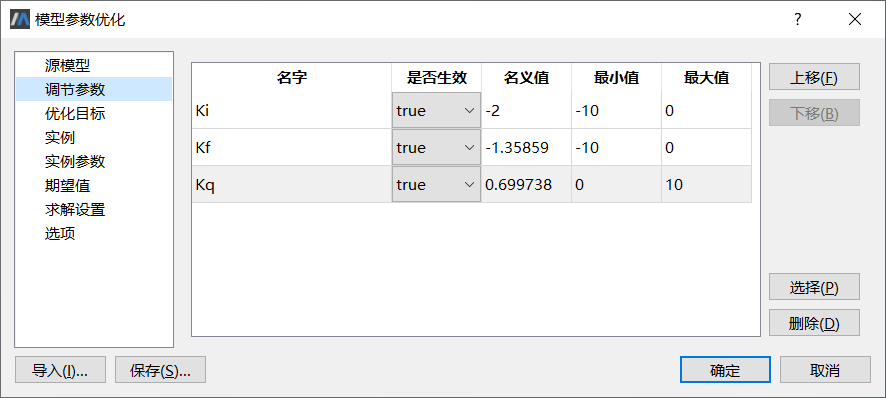 模型参数优化
源模型
调节参数
优化目标
实例
实例参数
期望值
求解设置
选项
名字 是否生效 名义值 最小值 最大值
Ki true -2 -10 0
Kf true -1.35859 -10 0
Kq true 0.699738 0 10
上移(F)
下移(B)
选择(P)
删除(D)
导入(I)... 保存(S)... 确定 取消